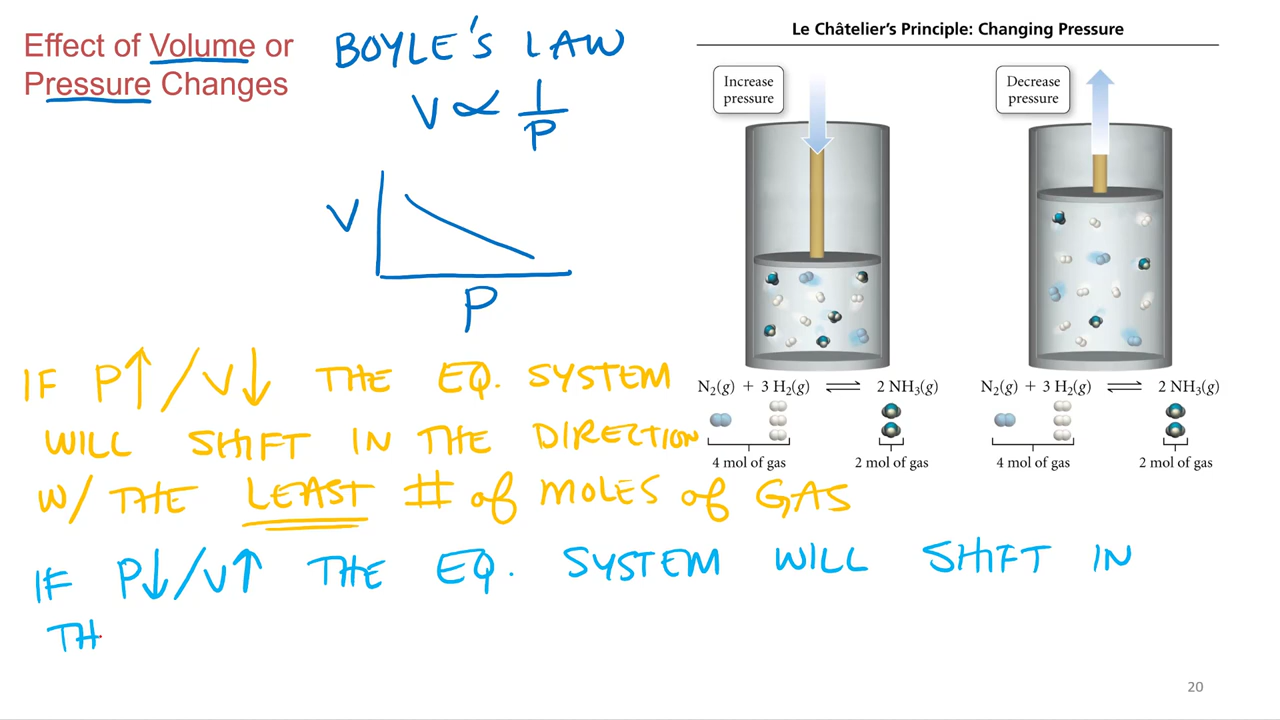 Effect of Volume or
Pressure Changes
BOYLE'S LAW
V ∝ 1/P
V
P
Le Châtelier's Principle: Changing Pressure
Increase
pressure
Decrease
pressure
N₂(g) + 3 H₂(g) ⇌ 2 NH₃(g)
4 mol of gas
2 mol of gas
N₂(g) + 3 H₂(g) ⇌ 2 NH₃(g)
4 mol of gas
2 mol of gas
IF P↑/V↓ THE EQ. SYSTEM
WILL SHIFT IN THE DIRECTION
W/ THE LEAST # of MOLES of GAS
IF P↓/V↑ THE EQ. SYSTEM WILL SHIFT IN
TH
20